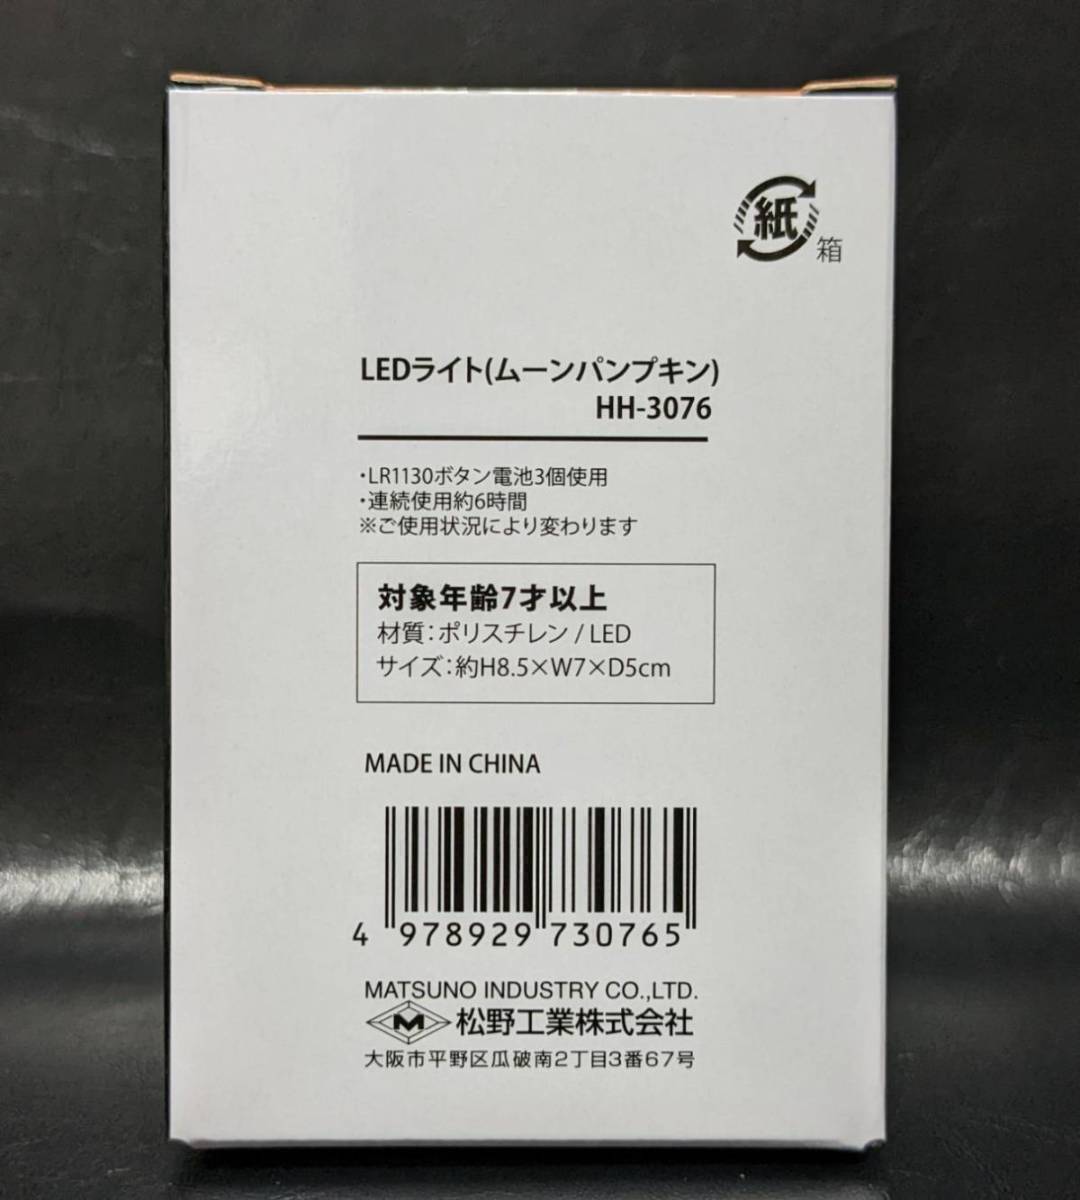 紙
箱
LEDライト(ムーンパンプキン)
HH-3076
・LR1130ボタン電池3個使用
・連続使用約6時間
※ご使用状況により変わります
対象年齢7才以上
材質：ポリスチレン / LED
サイズ：約H8.5×W7×D5cm
MADE IN CHINA
4 978929 730765
MATSUNO INDUSTRY CO.,LTD.
M 松野工業株式会社
大阪市平野区瓜破南2丁目3番67号